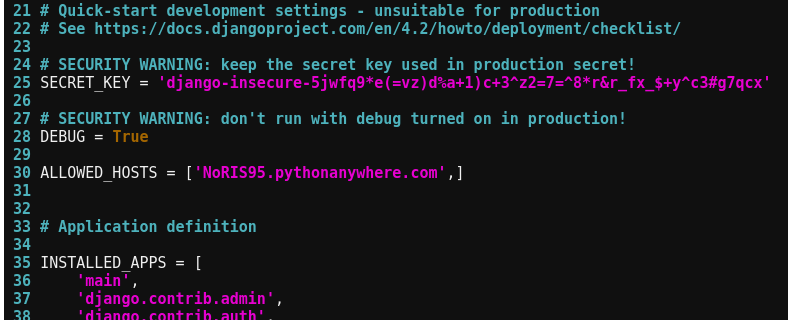 21 # Quick-start development settings - unsuitable for production
22 # See https://docs.djangoproject.com/en/4.2/howto/deployment/checklist/
23
24 # SECURITY WARNING: keep the secret key used in production secret!
25 SECRET_KEY = 'django-insecure-5jwfq9*e(=vz)d%a+1)c+3^z2=7=^8*r&r_fx_$+y^c3#g7qcx'
26
27 # SECURITY WARNING: don't run with debug turned on in production!
28 DEBUG = True
29
30 ALLOWED_HOSTS = ['NoRIS95.pythonanywhere.com',]
31
32
33 # Application definition
34
35 INSTALLED_APPS = [
36     'main',
37     'django.contrib.admin',
38     'django.contrib.auth',